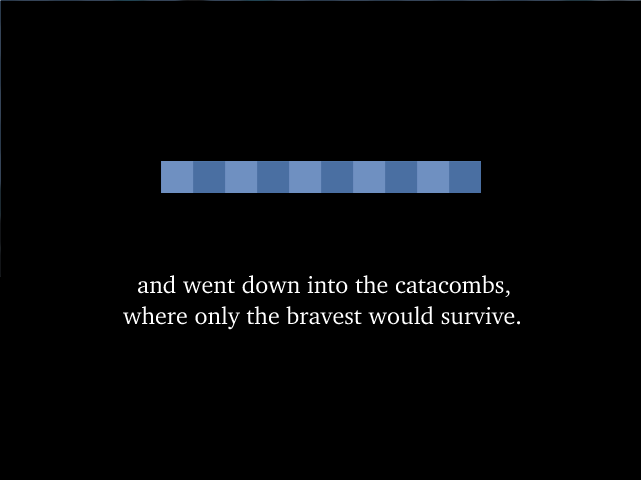 and went down into the catacombs,
where only the bravest would survive.